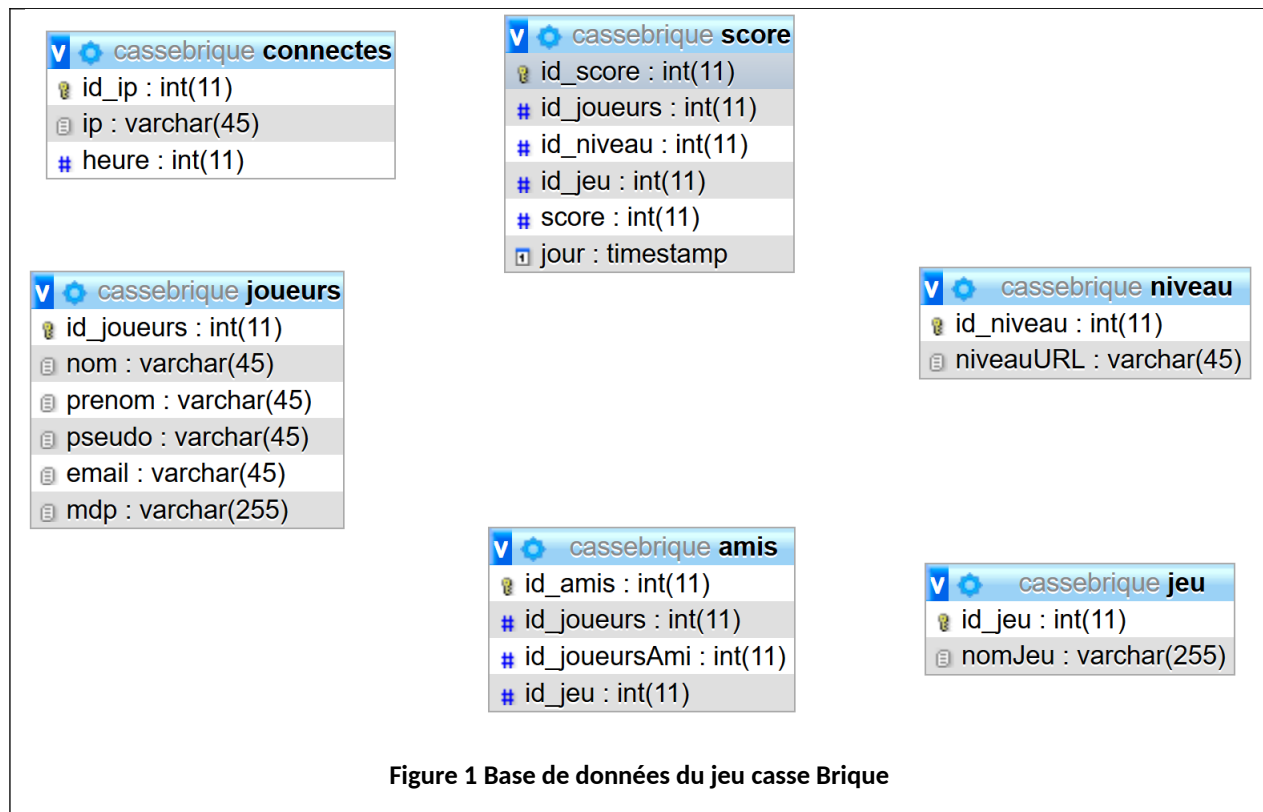 cassebrique connectes
id_ip : int(11)
ip : varchar(45)
heure : int(11)
cassebrique score
id_score : int(11)
id_joueurs : int(11)
id_niveau : int(11)
id_jeu : int(11)
score : int(11)
jour : timestamp
cassebrique joueurs
id_joueurs : int(11)
nom : varchar(45)
prenom : varchar(45)
pseudo : varchar(45)
email : varchar(45)
mdp : varchar(255)
cassebrique niveau
id_niveau : int(11)
niveauURL : varchar(45)
cassebrique amis
id_amis : int(11)
id_joueurs : int(11)
id_joueursAmi : int(11)
id_jeu : int(11)
cassebrique jeu
id_jeu : int(11)
nomJeu : varchar(255)
Figure 1 Base de données du jeu casse Brique